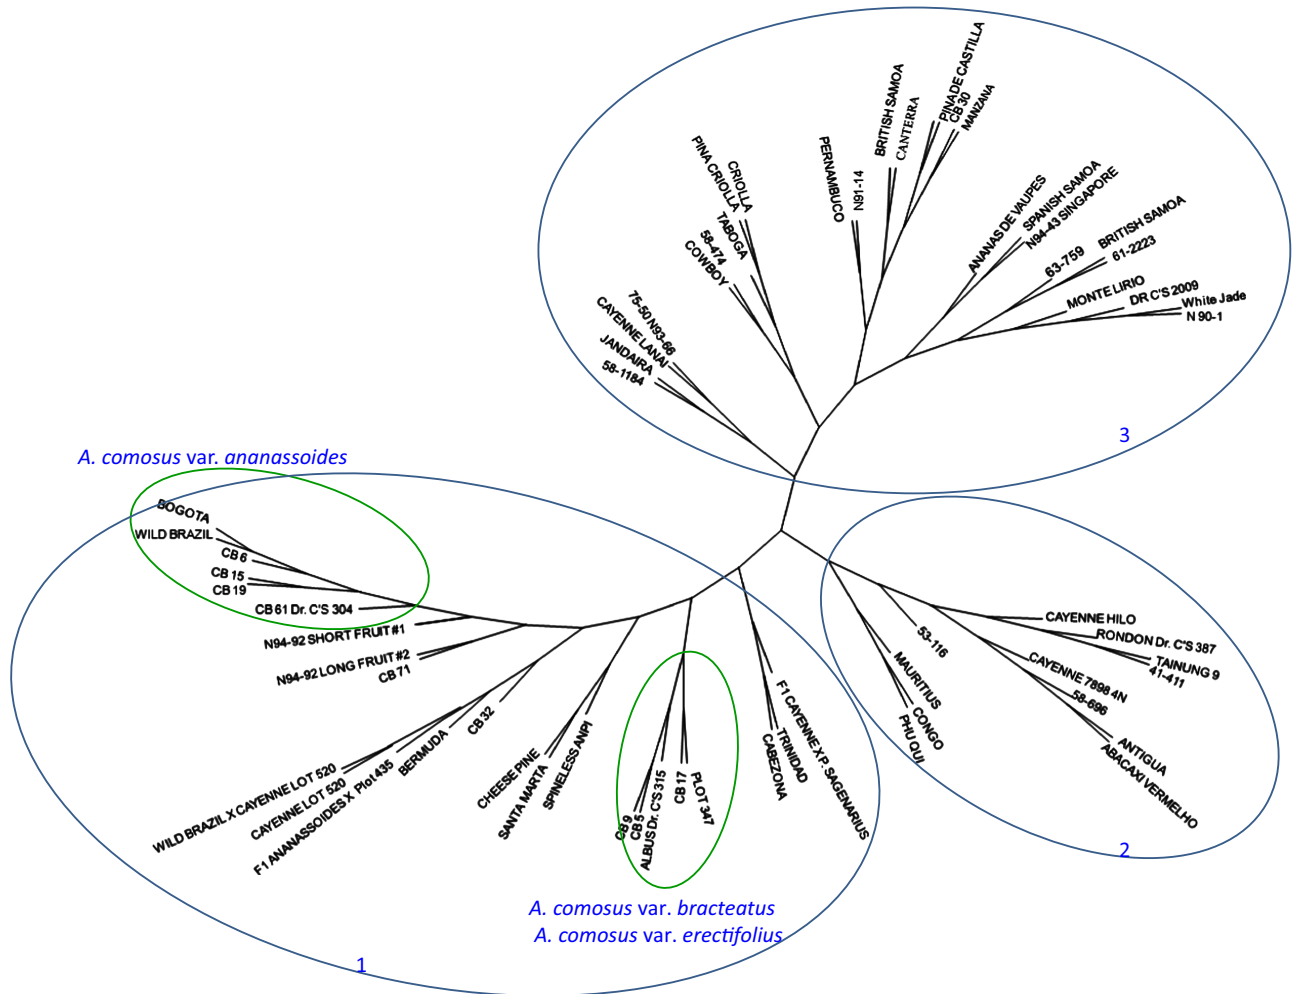 PINA DE CASTILLA
CB 30
MANZANA
BRITISH SAMOA
CANTERRA
PERNAMBUCO
N91-14
CRIOLLA
PINA CRIOLLA
TABOGA
58-474
COWBOY
75-50 N93-66
CAYENNE LANAI
JANDAIRA
58-1184
ANANAS DE VAUPES
SPANISH SAMOA
N94-43 SINGAPORE
63-759
BRITISH SAMOA
61-2223
MONTE LIRIO
DR C'S 2009
White Jade
N 90-1
3
A. comosus var. ananassoides
BOGOTA
WILD BRAZIL
CB 6
CB 15
CB 19
CB 61 Dr. C'S 304
N94-92 SHORT FRUIT #1
N94-92 LONG FRUIT #2
CB 71
WILD BRAZIL X CAYENNE LOT 520
CAYENNE LOT 520
F1 ANANASSOIDES X Plot 435
BERMUDA
CB 32
CHEESE PINE
SANTA MARTA
SPINELESS ANPI
CB 9
CB 5
ALBUS Dr. C'S 315
CB 17
PLOT 347
CABEZONA
TRINIDAD
F1 CAYENNE X P. SAGENARIUS
A. comosus var. bracteatus
A. comosus var. erectifolius
1
53-116
MAURITIUS
CONGO
PHU QUI
CAYENNE HILO
RONDON Dr. C'S 387
TAINUNG 9
41-411
CAYENNE 7898 4N
58-696
ANTIGUA
ABACAXI VERMELHO
2